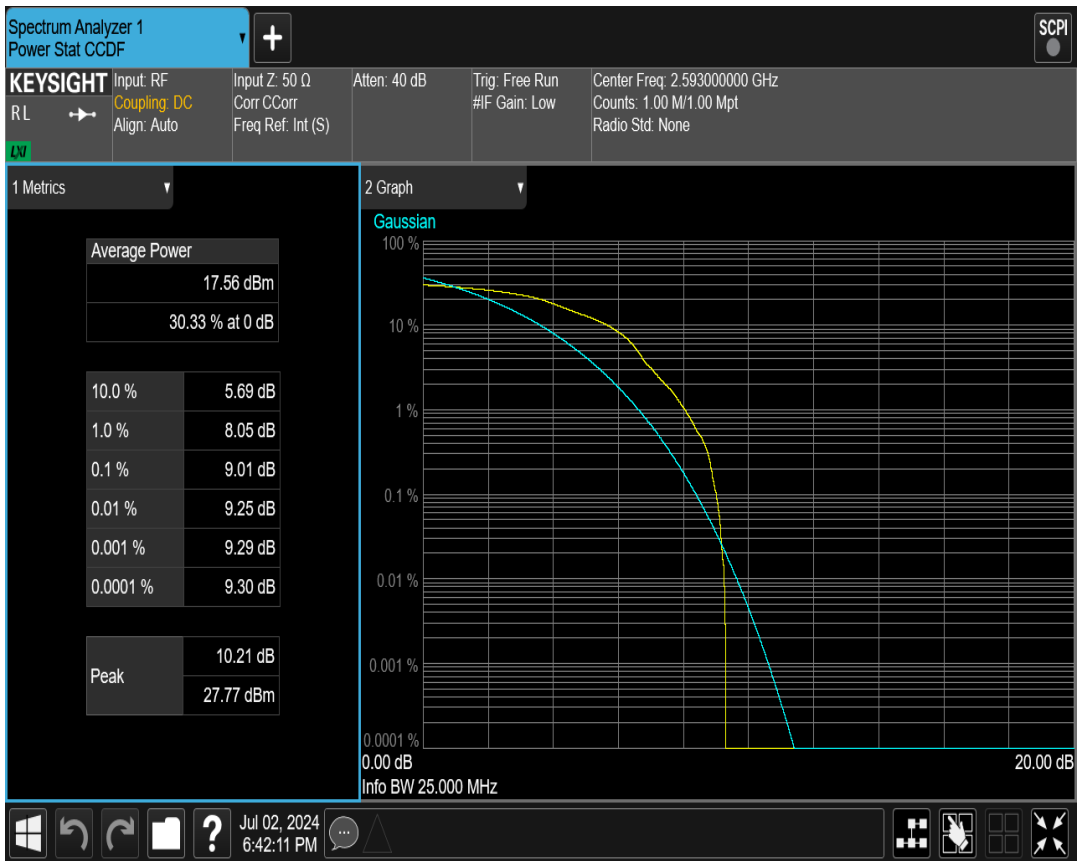 Spectrum Analyzer 1
Power Stat CCDF
+
SCPI
KEYSIGHT
RL
LXI
Input: RF
Coupling: DC
Align: Auto
Input Z: 50 Ω
Corr CCorr
Freq Ref: Int (S)
Atten: 40 dB
Trig: Free Run
#IF Gain: Low
Center Freq: 2.593000000 GHz
Counts: 1.00 M/1.00 Mpt
Radio Std: None
1 Metrics
Average Power
17.56 dBm
30.33 % at 0 dB
10.0 % 5.69 dB
1.0 % 8.05 dB
0.1 % 9.01 dB
0.01 % 9.25 dB
0.001 % 9.29 dB
0.0001 % 9.30 dB
Peak
10.21 dB
27.77 dBm
2 Graph
Gaussian
100 %
10 %
1 %
0.1 %
0.01 %
0.001 %
0.0001 %
0.00 dB 20.00 dB
Info BW 25.000 MHz
?
Jul 02, 2024
6:42:11 PM